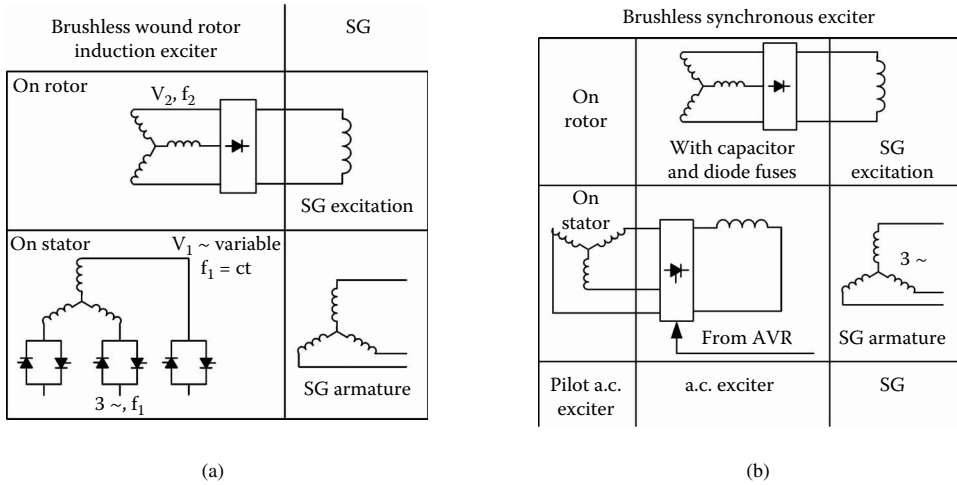 Brushless wound rotor
induction exciter
SG
On rotor
V2, f2
SG excitation
On stator
V1 ~ variable
f1 = ct
3 ~, f1
SG armature
(a)
Brushless synchronous exciter
On
rotor
With capacitor
and diode fuses
SG
excitation
On
stator
From AVR
3 ~
SG armature
Pilot a.c.
exciter
a.c. exciter
SG
(b)